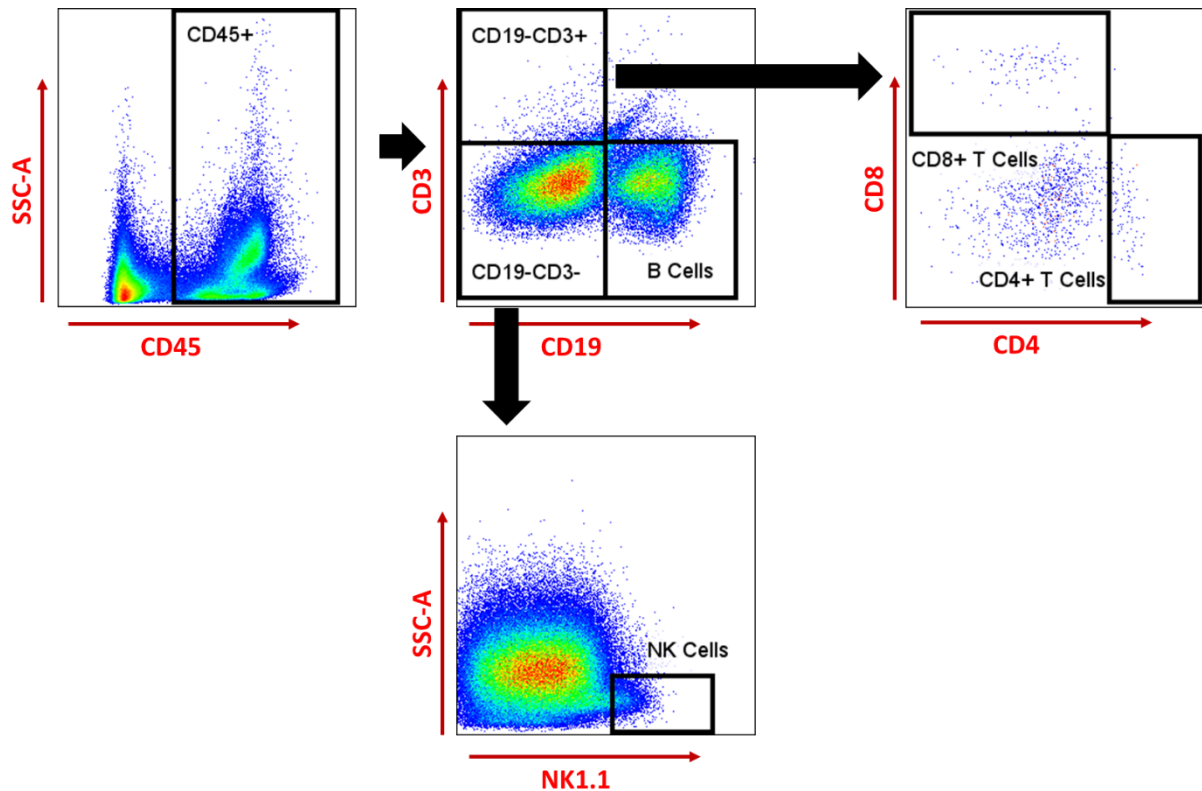 CD45+
SSC-A
CD45
CD19-CD3+
CD3
CD19-CD3-
B Cells
CD19
CD8
CD8+ T Cells
CD4+ T Cells
CD4
SSC-A
NK Cells
NK1.1